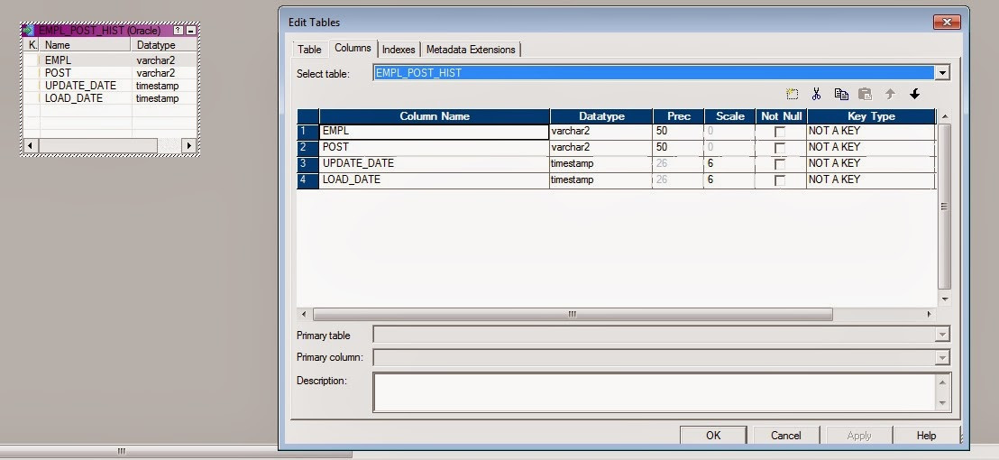 EMPL_POST_HIST (Oracle) ?
K. Name Datatype
EMPL varchar2
POST varchar2
UPDATE_DATE timestamp
LOAD_DATE timestamp
Edit Tables
Table Columns Indexes Metadata Extensions
Select table: EMPL_POST_HIST
Column Name Datatype Prec Scale Not Null Key Type
1 EMPL varchar2 50 0 NOT A KEY
2 POST varchar2 50 0 NOT A KEY
3 UPDATE_DATE timestamp 26 6 NOT A KEY
4 LOAD_DATE timestamp 26 6 NOT A KEY
Primary table
Primary column:
Description:
OK Cancel Apply Help